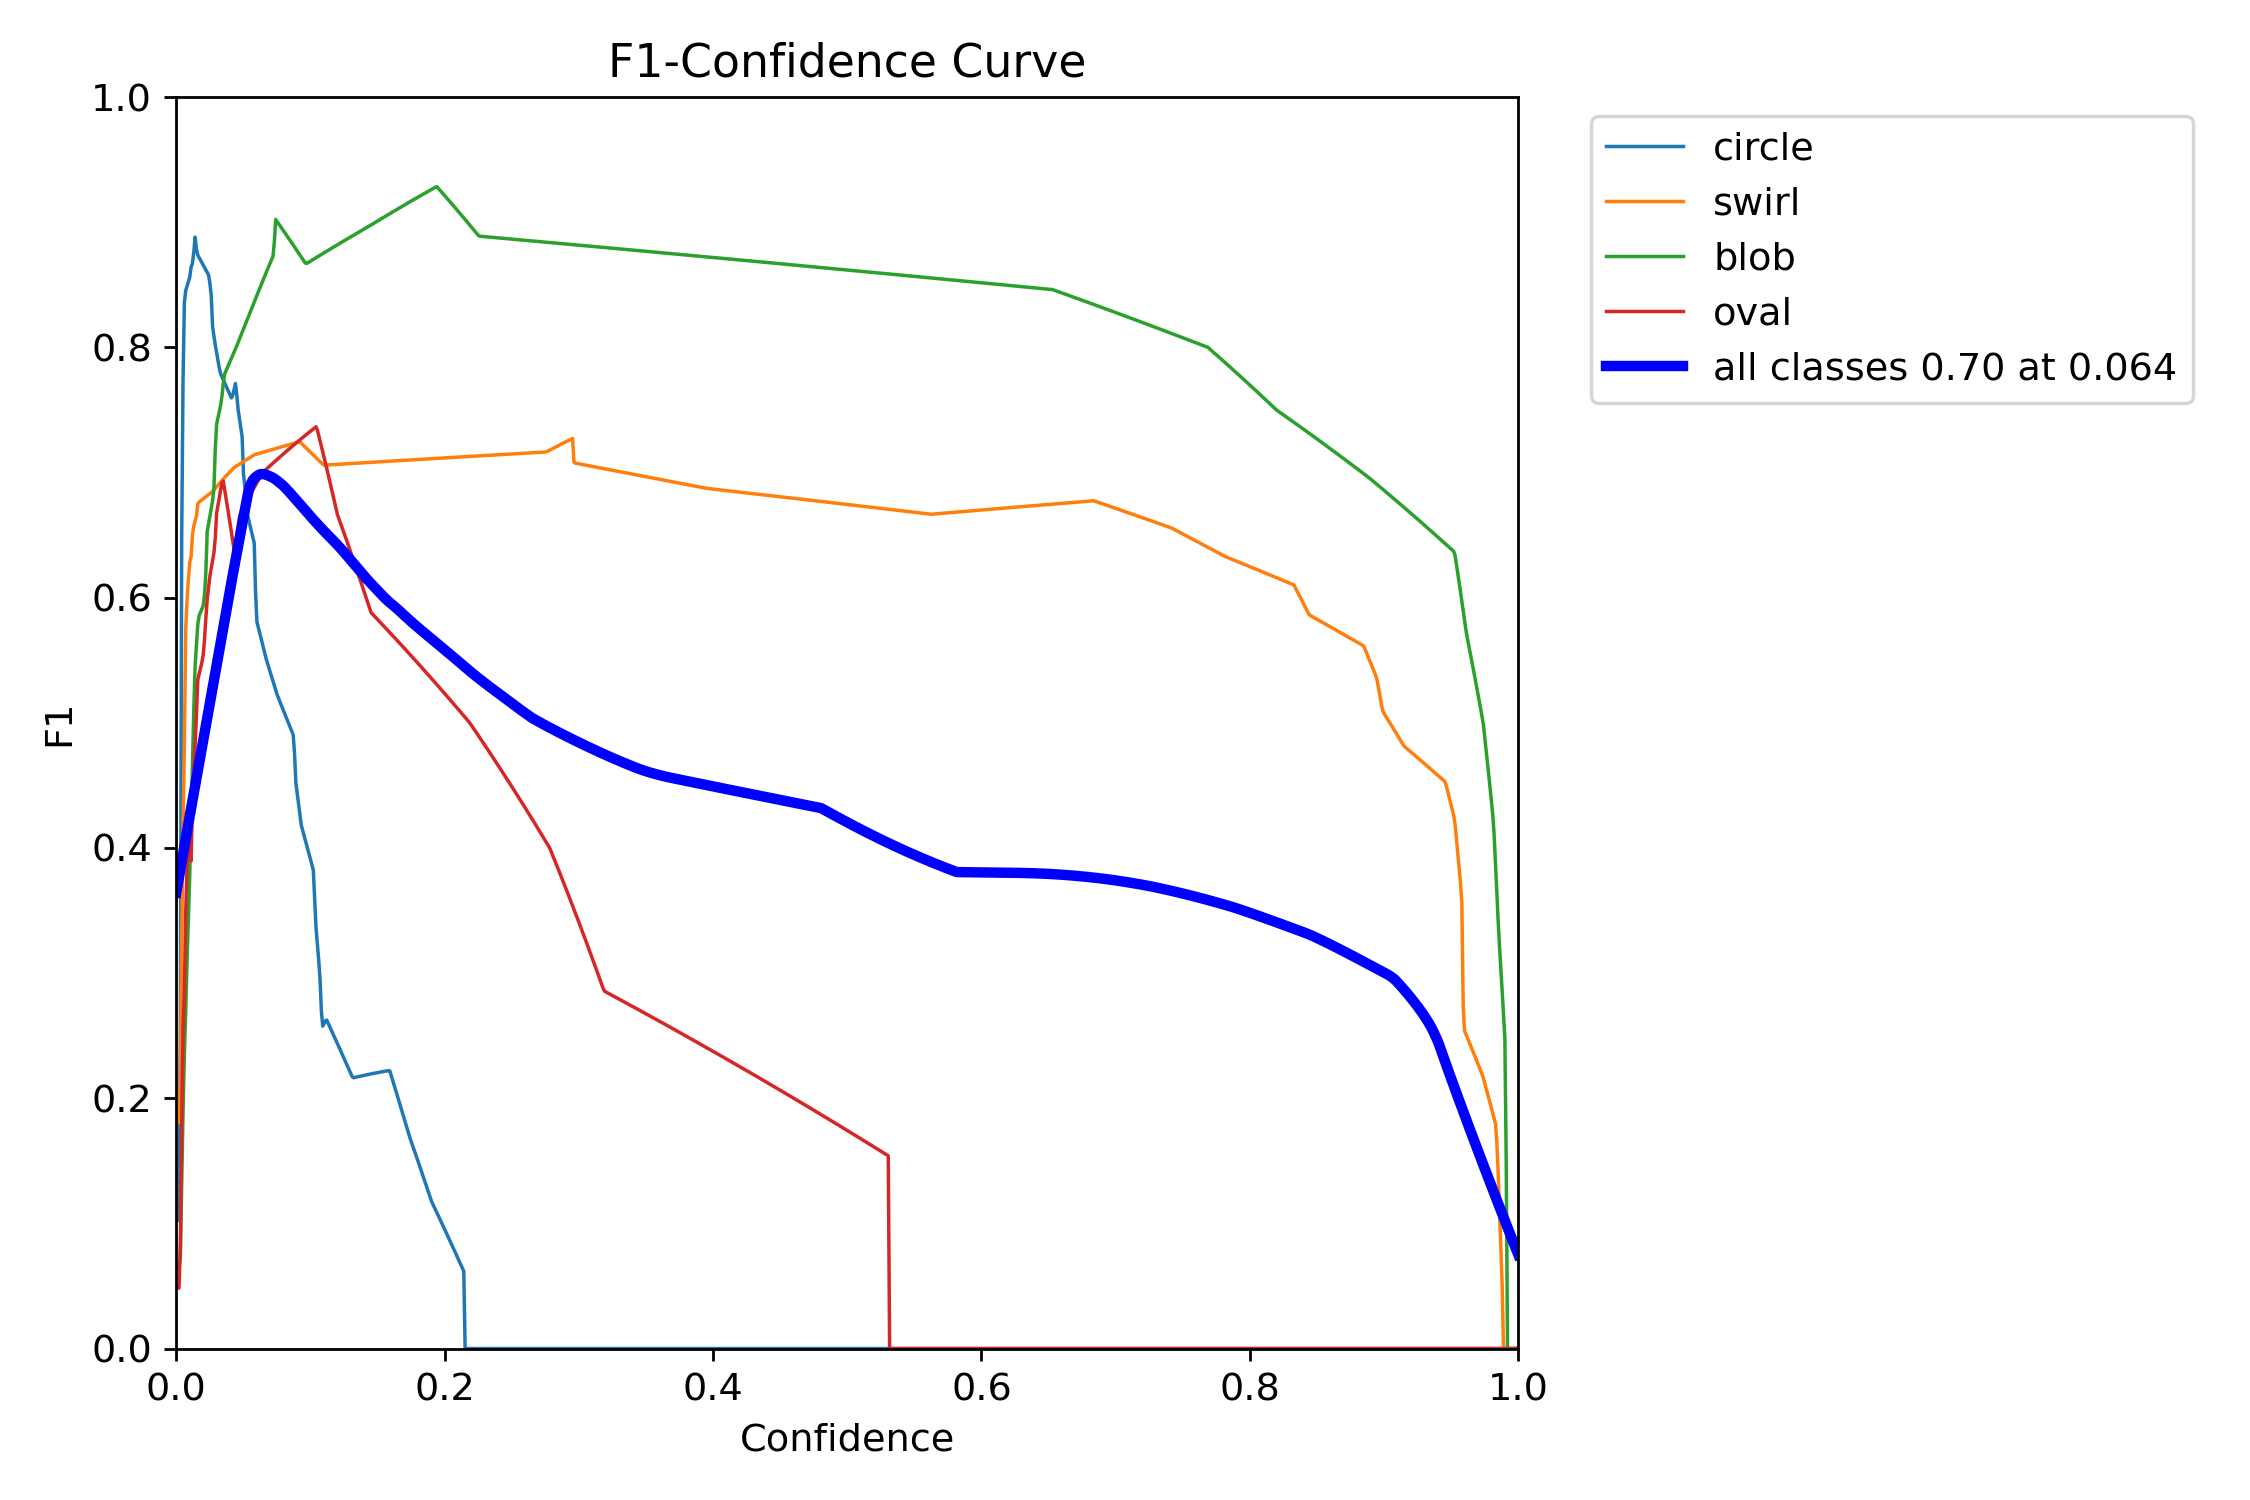 F1-Confidence Curve
1.0
0.8
0.6
0.4
0.2
0.0
F1
0.0 0.2 0.4 0.6 0.8 1.0
Confidence
circle
swirl
blob
oval
all classes 0.70 at 0.064